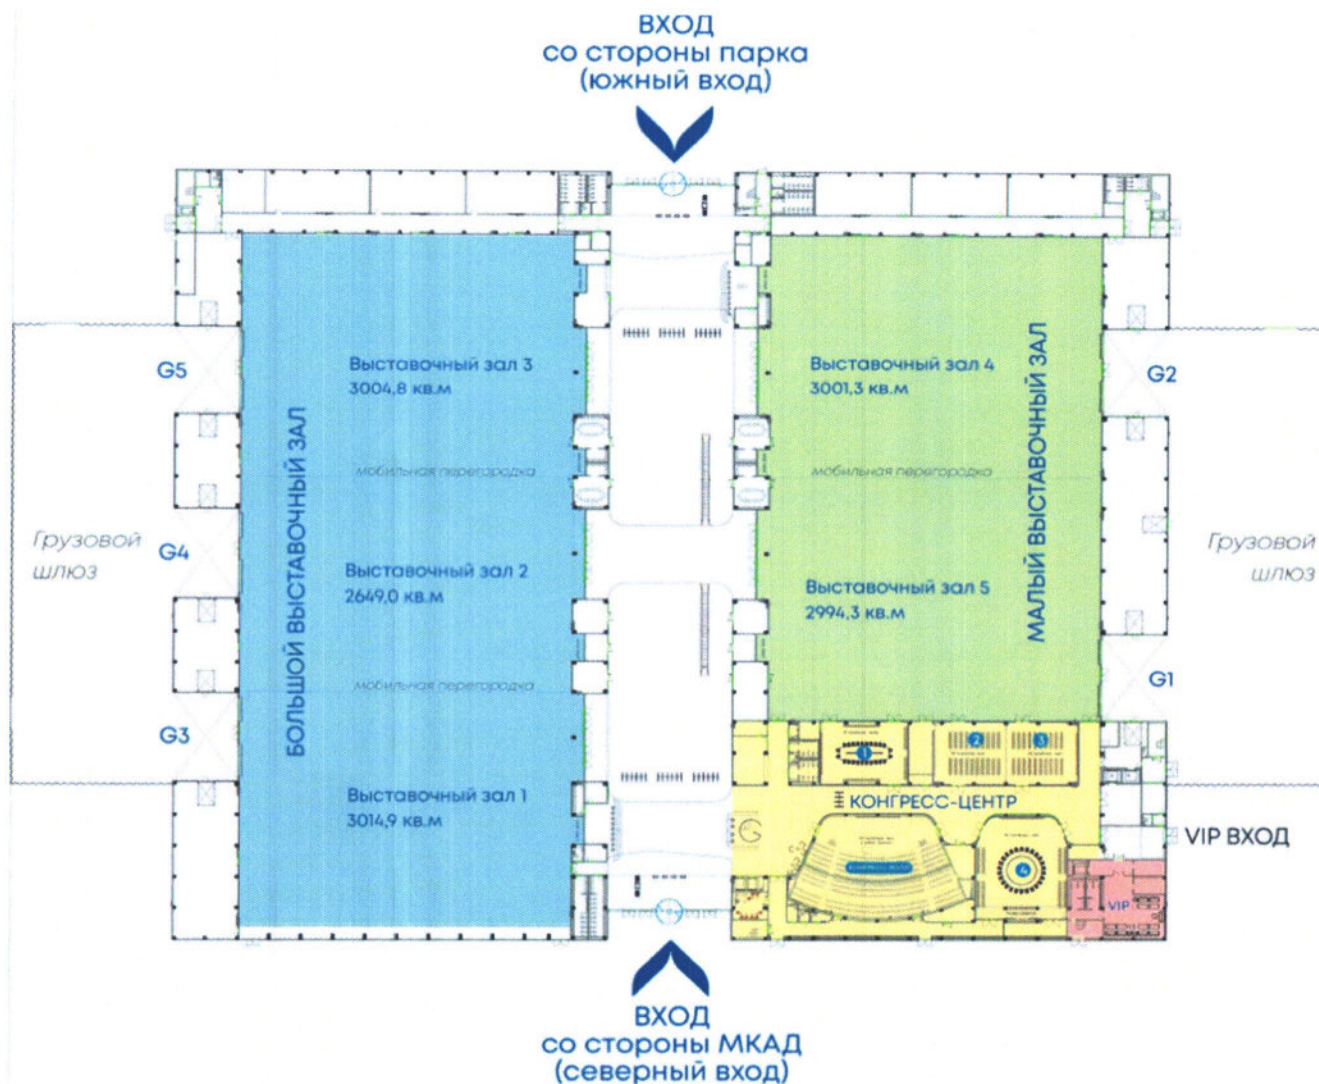 ВХОД
со стороны парка
(южный вход)
Выставочный зал 3
3004,8 кв.м
Выставочный зал 4
3001,3 кв.м
G5
G2
БОЛЬШОЙ ВЫСТАВОЧНЫЙ ЗАЛ
МАЛЫЙ ВЫСТАВОЧНЫЙ ЗАЛ
мобильная перегородка
мобильная перегородка
Грузовой
шлюз
G4
Грузовой
шлюз
Выставочный зал 2
2649,0 кв.м
Выставочный зал 5
2994,3 кв.м
мобильная перегородка
G1
G3
1
2
3
Выставочный зал 1
3014,9 кв.м
КОНГРЕСС-ЦЕНТР
G
VIP ВХОД
4
VIP
ВХОД
со стороны МКАД
(северный вход)